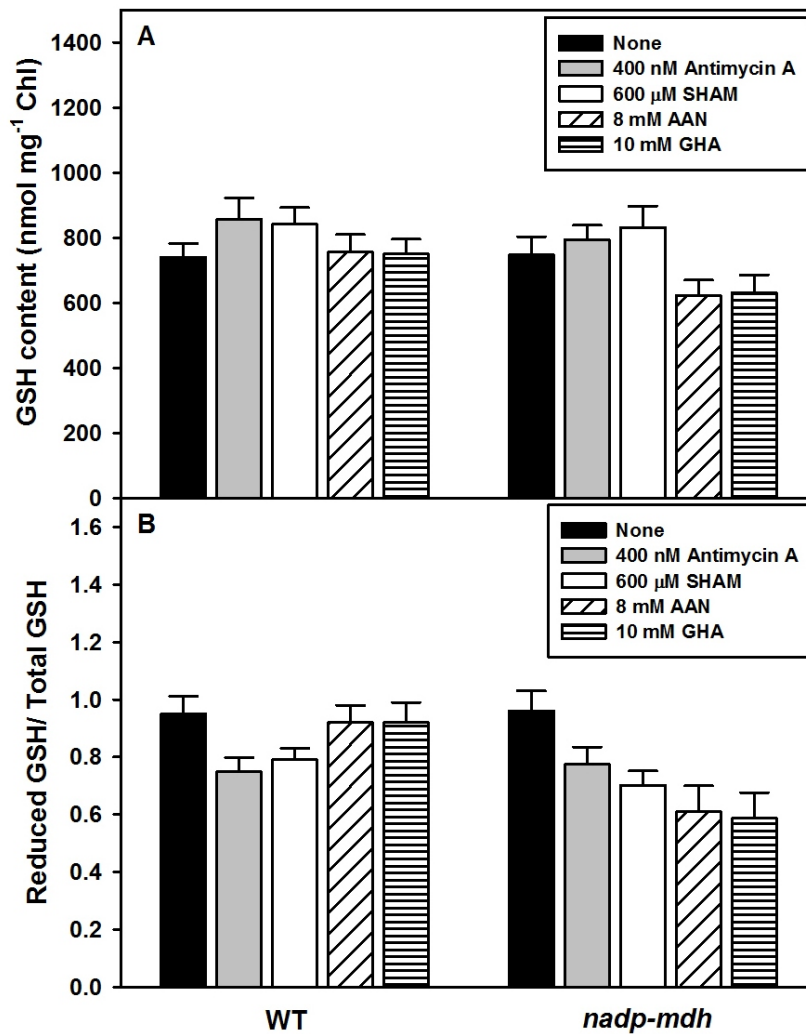 A
GSH content (nmol mg⁻¹ Chl)
1400
1200
1000
800
600
400
200
0
None
400 nM Antimycin A
600 µM SHAM
8 mM AAN
10 mM GHA
B
Reduced GSH/ Total GSH
1.6
1.4
1.2
1.0
0.8
0.6
0.4
0.2
0.0
None
400 nM Antimycin A
600 µM SHAM
8 mM AAN
10 mM GHA
WT
nadp-mdh